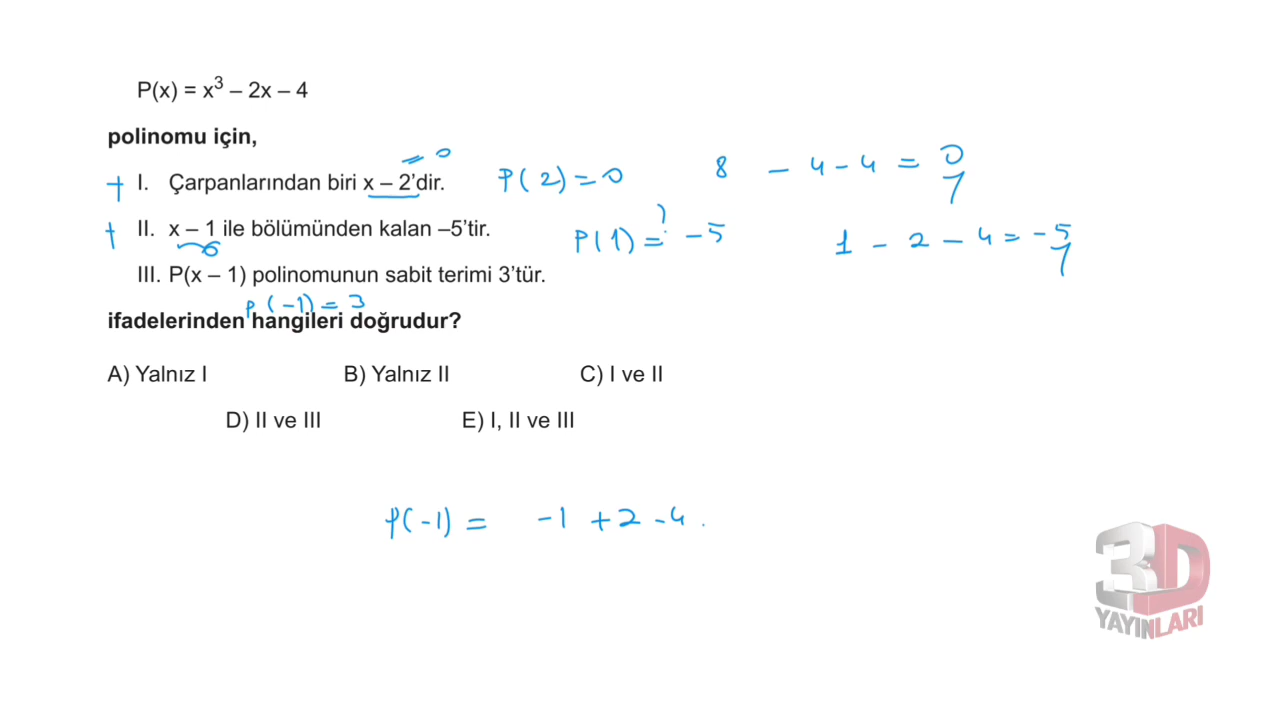 P(x) = x³ – 2x – 4
polinomu için,
= 0
+ I. Çarpanlarından biri x – 2’dir. P(2) = 0 8 – 4 – 4 = 0
+ II. x – 1 ile bölümünden kalan –5’tir. P(1) =? –5 1 – 2 – 4 = –5
III. P(x – 1) polinomunun sabit terimi 3’tür.
P(-1) = 3
ifadelerinden hangileri doğrudur?
A) Yalnız I B) Yalnız II C) I ve II
D) II ve III E) I, II ve III
P(-1) = -1 + 2 - 4
3D
YAYINLARI